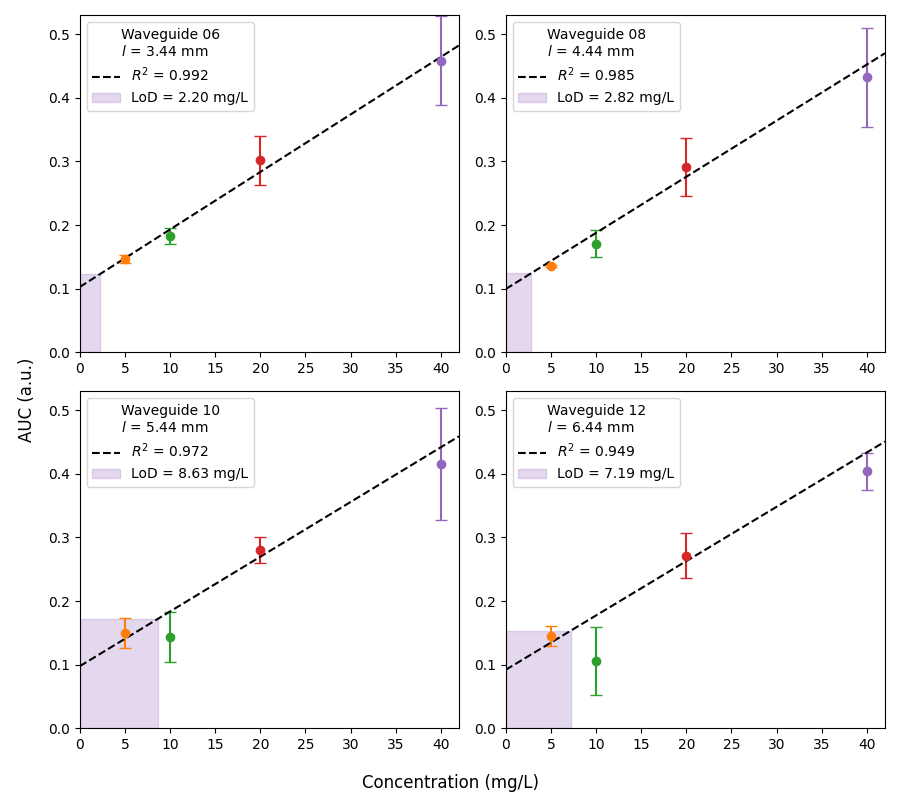 Waveguide 06
l = 3.44 mm
R² = 0.992
LoD = 2.20 mg/L
0.5
0.4
0.3
0.2
0.1
0.0
0 5 10 15 20 25 30 35 40
Waveguide 08
l = 4.44 mm
R² = 0.985
LoD = 2.82 mg/L
0.5
0.4
0.3
0.2
0.1
0.0
0 5 10 15 20 25 30 35 40
AUC (a.u.)
Waveguide 10
l = 5.44 mm
R² = 0.972
LoD = 8.63 mg/L
0.5
0.4
0.3
0.2
0.1
0.0
0 5 10 15 20 25 30 35 40
Waveguide 12
l = 6.44 mm
R² = 0.949
LoD = 7.19 mg/L
0.5
0.4
0.3
0.2
0.1
0.0
0 5 10 15 20 25 30 35 40
Concentration (mg/L)